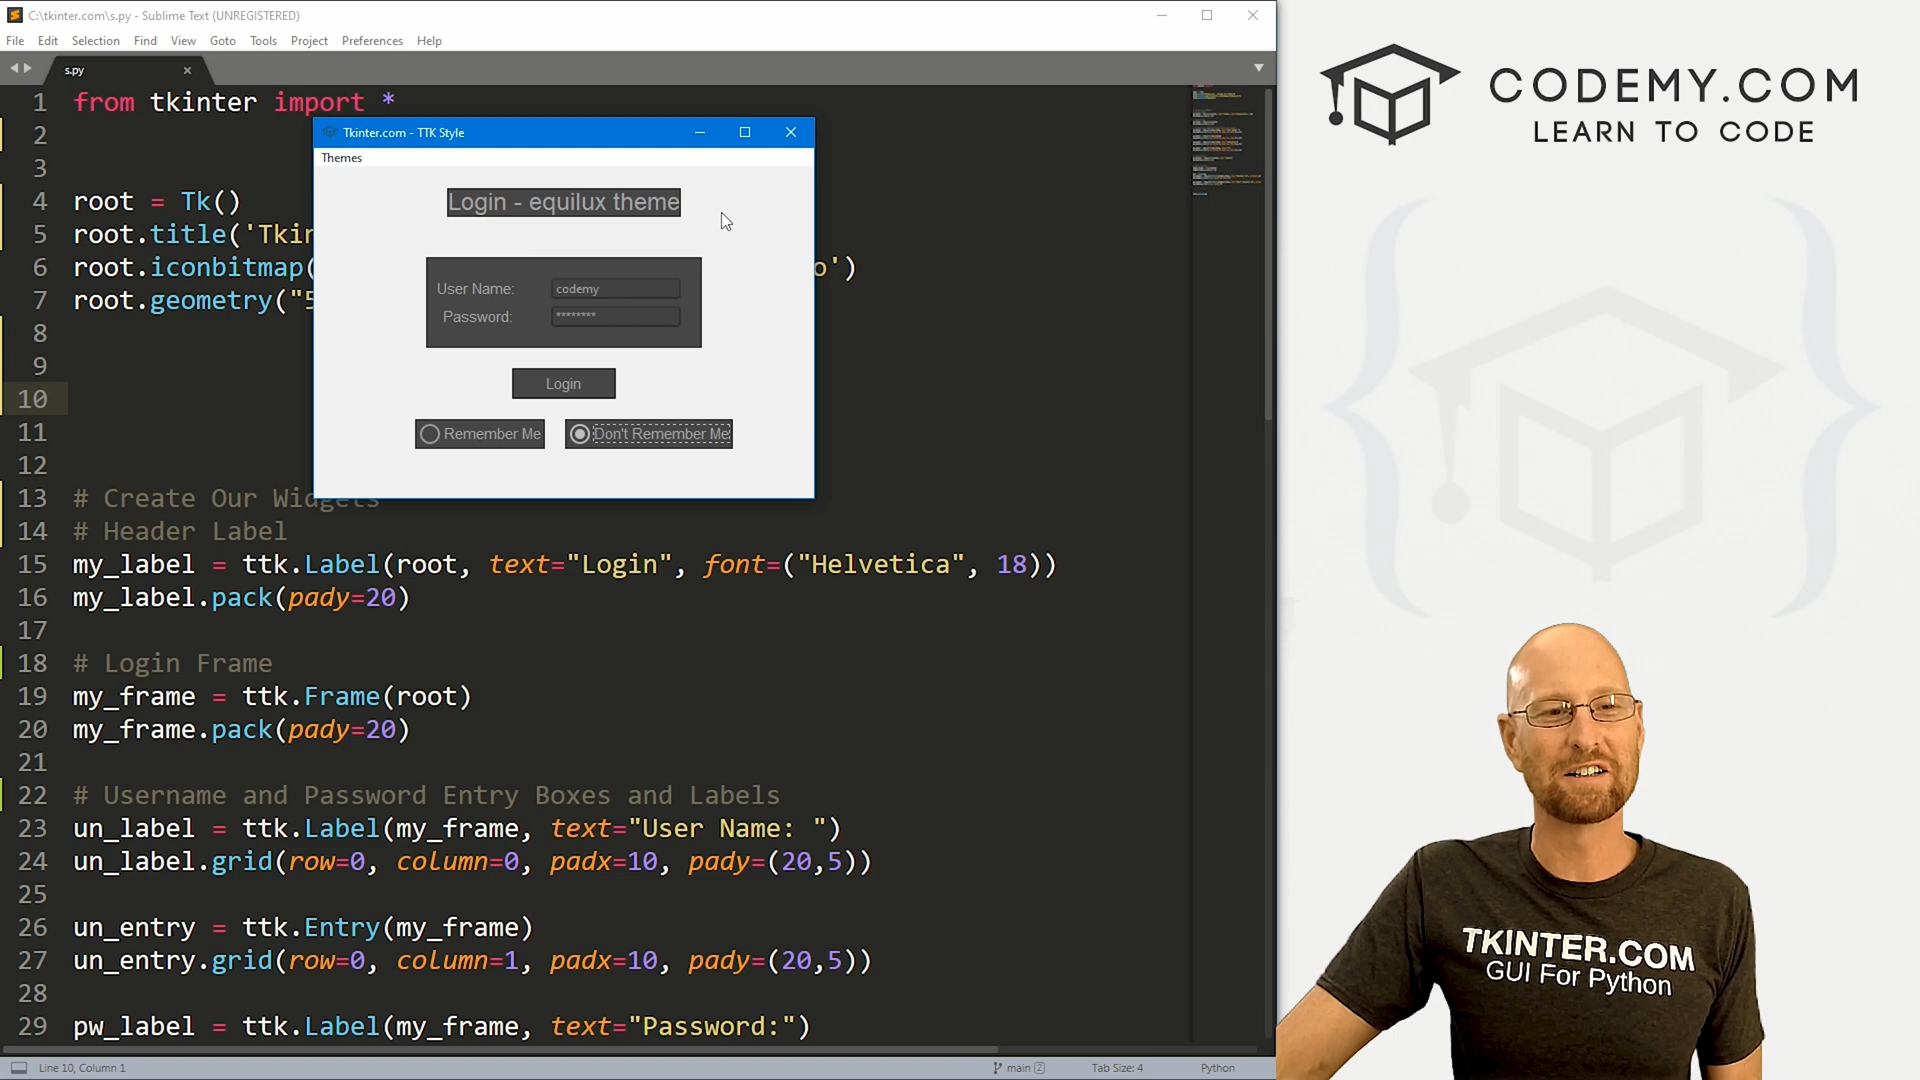 C:\tkinter.com\s.py - Sublime Text (UNREGISTERED)
File Edit Selection Find View Goto Tools Project Preferences Help
s.py
1 from tkinter import *
2
3
4 root = Tk()
5 root.title('Tkin
6 root.iconbitmap( o')
7 root.geometry("5
8
9
10
11
12
13 # Create Our Widgets
14 # Header Label
15 my_label = ttk.Label(root, text="Login", font=("Helvetica", 18))
16 my_label.pack(pady=20)
17
18 # Login Frame
19 my_frame = ttk.Frame(root)
20 my_frame.pack(pady=20)
21
22 # Username and Password Entry Boxes and Labels
23 un_label = ttk.Label(my_frame, text="User Name: ")
24 un_label.grid(row=0, column=0, padx=10, pady=(20,5))
25
26 un_entry = ttk.Entry(my_frame)
27 un_entry.grid(row=0, column=1, padx=10, pady=(20,5))
28
29 pw_label = ttk.Label(my_frame, text="Password:")
Line 10, Column 1 main 2 Tab Size: 4 Python
Tkinter.com - TTK Style
Themes
Login - equilux theme
User Name: codemy
Password: ********
Login
Remember Me Don't Remember Me
CODEMY.COM
LEARN TO CODE
TKINTER.COM
GUI For Python